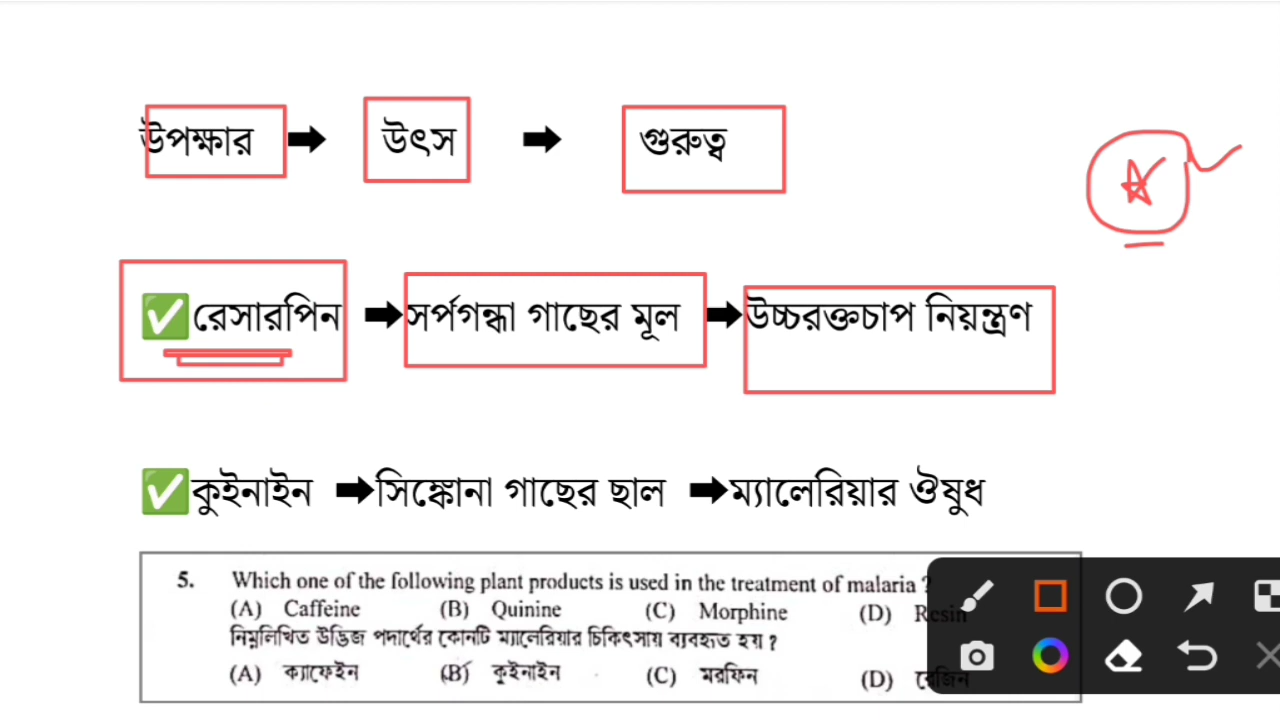 উপক্ষার ➡ উৎস ➡ গুরুত্ব
✅রেসারপিন ➡সর্পগন্ধা গাছের মূল ➡উচ্চরক্তচাপ নিয়ন্ত্রণ
✅কুইনাইন ➡সিঙ্কোনা গাছের ছাল ➡ম্যালেরিয়ার ঔষুধ
5. Which one of the following plant products is used in the treatment of malaria ?
(A) Caffeine (B) Quinine (C) Morphine (D) Resin
নিম্নলিখিত উদ্ভিজ্জ পদার্থের কোনটি ম্যালেরিয়ার চিকিৎসায় ব্যবহৃত হয় ?
(A) ক্যাফেইন (B) কুইনাইন (C) মরফিন (D) রেজিন